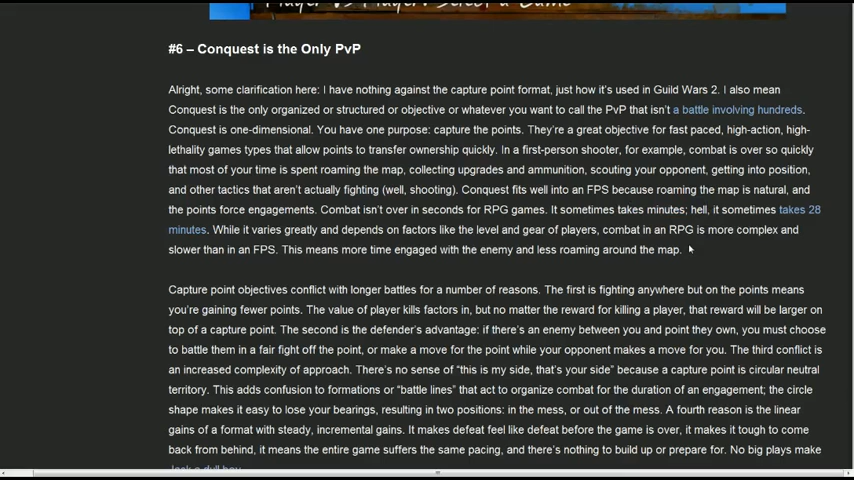 Player vs Player: Select a Game
#6 – Conquest is the Only PvP
Alright, some clarification here: I have nothing against the capture point format, just how it's used in Guild Wars 2. I also mean
Conquest is the only organized or structured or objective or whatever you want to call the PvP that isn't a battle involving hundreds.
Conquest is one-dimensional. You have one purpose: capture the points. They're a great objective for fast paced, high-action, high-
lethality games types that allow points to transfer ownership quickly. In a first-person shooter, for example, combat is over so quickly
that most of your time is spent roaming the map, collecting upgrades and ammunition, scouting your opponent, getting into position,
and other tactics that aren't actually fighting (well, shooting). Conquest fits well into an FPS because roaming the map is natural, and
the points force engagements. Combat isn't over in seconds for RPG games. It sometimes takes minutes; hell, it sometimes takes 28
minutes. While it varies greatly and depends on factors like the level and gear of players, combat in an RPG is more complex and
slower than in an FPS. This means more time engaged with the enemy and less roaming around the map.
Capture point objectives conflict with longer battles for a number of reasons. The first is fighting anywhere but on the points means
you're gaining fewer points. The value of player kills factors in, but no matter the reward for killing a player, that reward will be larger on
top of a capture point. The second is the defender's advantage: if there's an enemy between you and point they own, you must choose
to battle them in a fair fight off the point, or make a move for the point while your opponent makes a move for you. The third conflict is
an increased complexity of approach. There's no sense of "this is my side, that's your side" because a capture point is circular neutral
territory. This adds confusion to formations or "battle lines" that act to organize combat for the duration of an engagement; the circle
shape makes it easy to lose your bearings, resulting in two positions: in the mess, or out of the mess. A fourth reason is the linear
gains of a format with steady, incremental gains. It makes defeat feel like defeat before the game is over, it makes it tough to come
back from behind, it means the entire game suffers the same pacing, and there's nothing to build up or prepare for. No big plays make
Jack a dull boy.